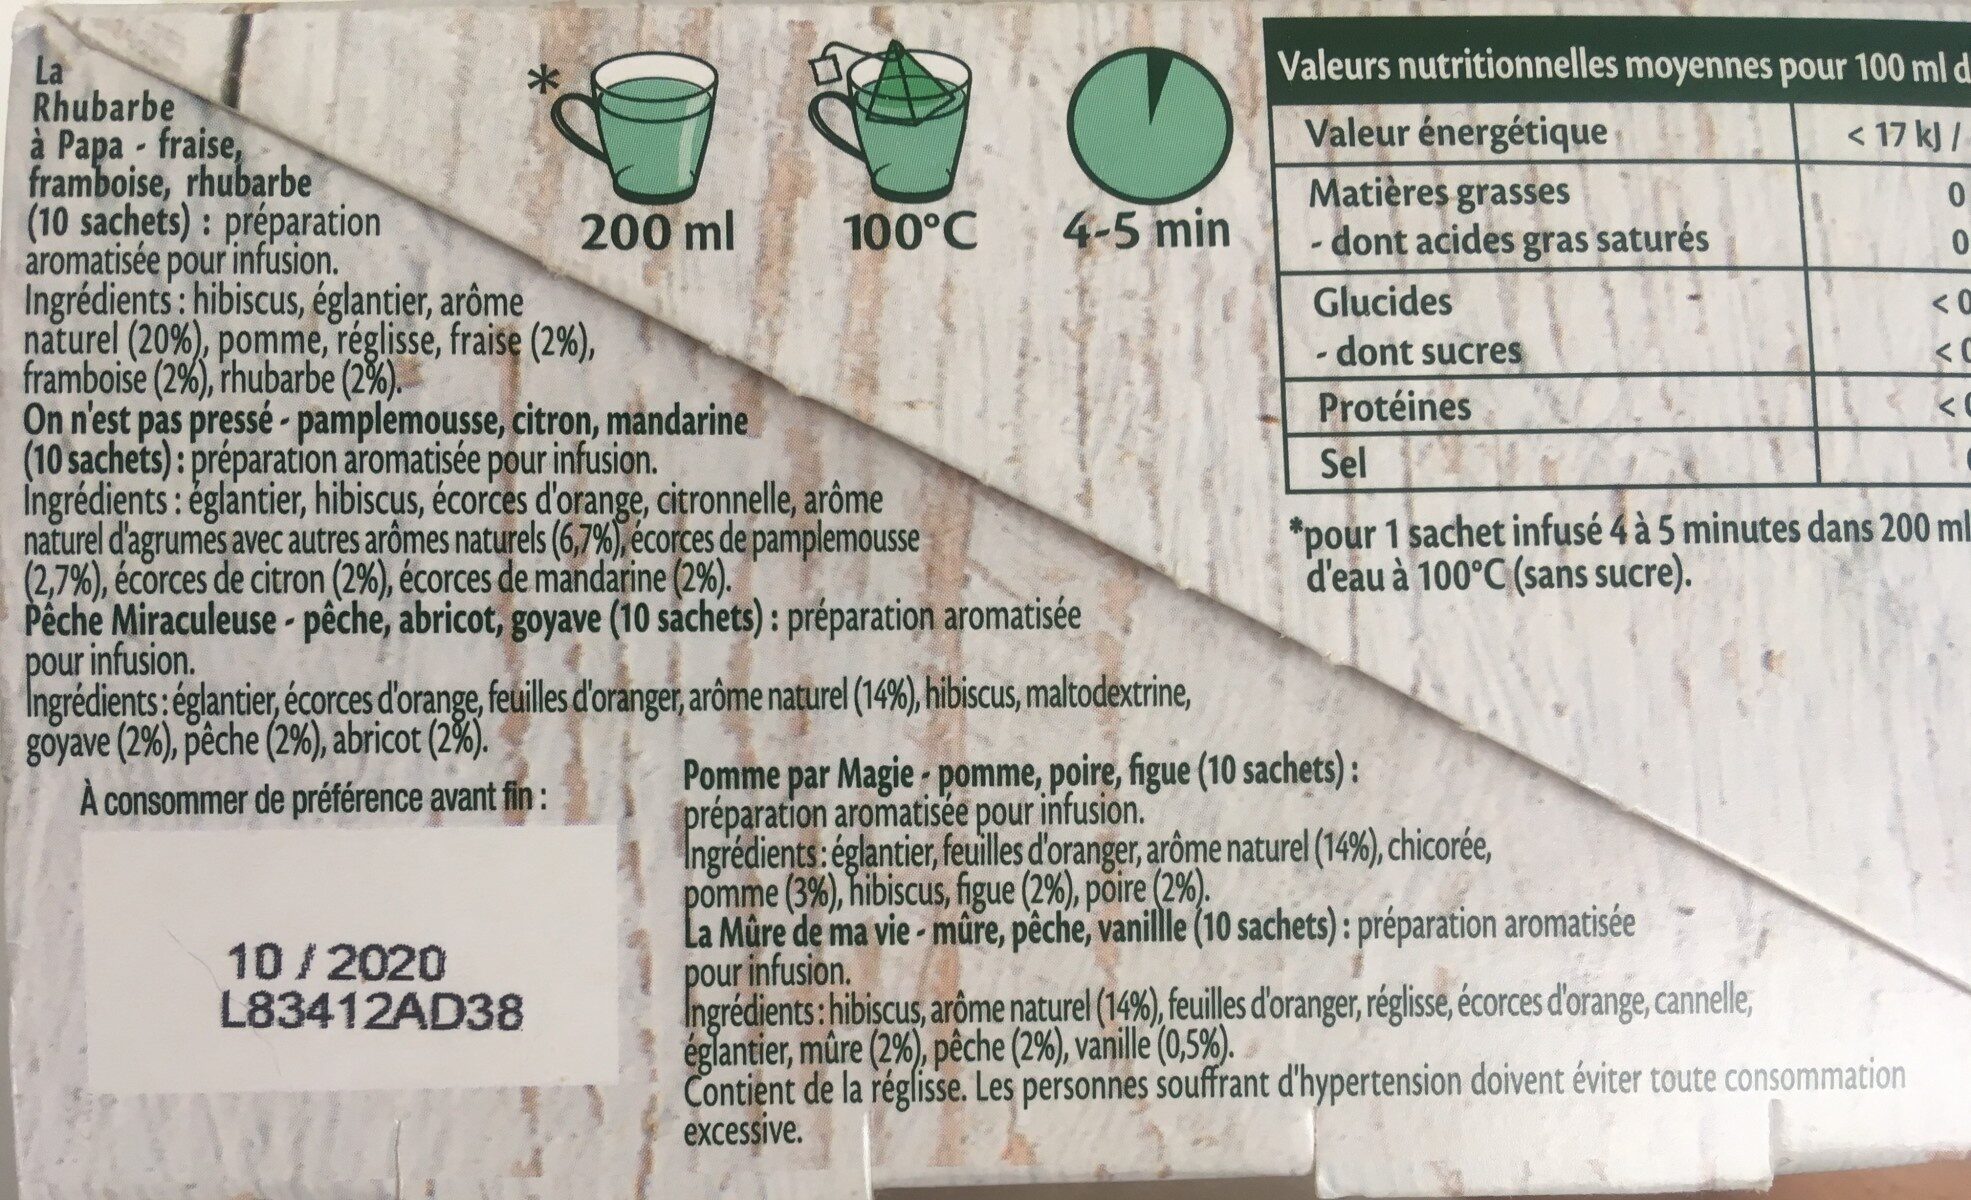 La
Rhubarbe
à Papa - fraise,
framboise, rhubarbe
(10 sachets) : préparation
aromatisée pour infusion.
Ingrédients : hibiscus, églantier, arôme
naturel (20%), pomme, réglisse, fraise (2%),
framboise (2%), rhubarbe (2%).
On n'est pas pressé - pamplemousse, citron, mandarine
(10 sachets) : préparation aromatisée pour infusion.
Ingrédients : églantier, hibiscus, écorces d'orange, citronnelle, arôme
naturel d'agrumes avec autres arômes naturels (6,7%), écorces de pamplemousse
(2,7%), écorces de citron (2%), écorces de mandarine (2%).
Pêche Miraculeuse - pêche, abricot, goyave (10 sachets) : préparation aromatisée
pour infusion.
Ingrédients : églantier, écorces d'orange, feuilles d'oranger, arôme naturel (14%), hibiscus, maltodextrine,
goyave (2%), pêche (2%), abricot (2%).
À consommer de préférence avant fin :
10 / 2020
L83412AD38
Pomme par Magie - pomme, poire, figue (10 sachets) :
préparation aromatisée pour infusion.
Ingrédients : églantier, feuilles d'oranger, arôme naturel (14%), chicorée,
pomme (3%), hibiscus, figue (2%), poire (2%).
La Mûre de ma vie - mûre, pêche, vanillle (10 sachets) : préparation aromatisée
pour infusion.
Ingrédients : hibiscus, arôme naturel (14%), feuilles d'oranger, réglisse, écorces d'orange, cannelle,
églantier, mûre (2%), pêche (2%), vanille (0,5%).
Contient de la réglisse. Les personnes souffrant d'hypertension doivent éviter toute consommation
excessive.
*
200 ml
100°C
4-5 min
Valeurs nutritionnelles moyennes pour 100 ml d
Valeur énergétique < 17 kJ /
Matières grasses 0
- dont acides gras saturés 0
Glucides < 0
- dont sucres < 0
Protéines < 0
Sel
*pour 1 sachet infusé 4 à 5 minutes dans 200 ml
d'eau à 100°C (sans sucre).